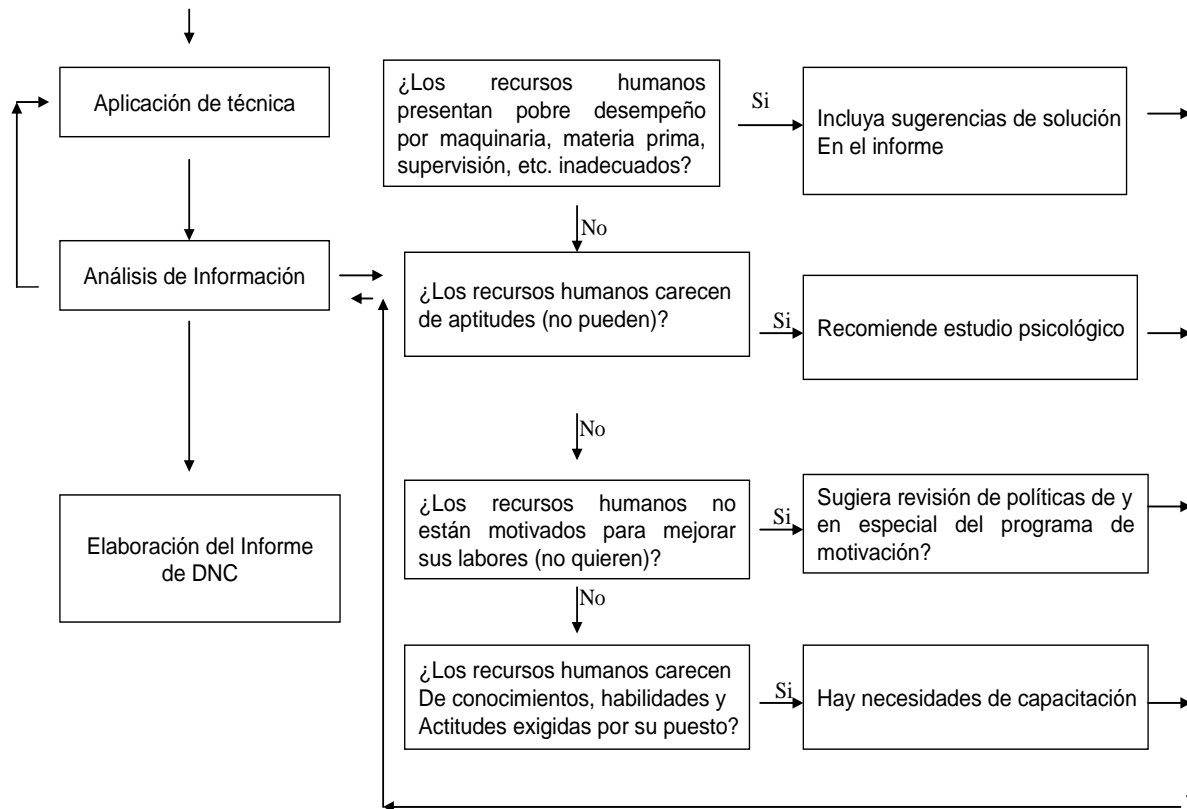 Aplicación de técnica
¿Los recursos humanos
presentan pobre desempeño
por maquinaria, materia prima,
supervisión, etc. inadecuados?
Si
Incluya sugerencias de solución
En el informe
No
Análisis de Información
¿Los recursos humanos carecen
de aptitudes (no pueden)?
Si
Recomiende estudio psicológico
No
Elaboración del Informe
de DNC
¿Los recursos humanos no
están motivados para mejorar
sus labores (no quieren)?
Si
Sugiera revisión de políticas de y
en especial del programa de
motivación?
No
¿Los recursos humanos carecen
De conocimientos, habilidades y
Actitudes exigidas por su puesto?
Si
Hay necesidades de capacitación